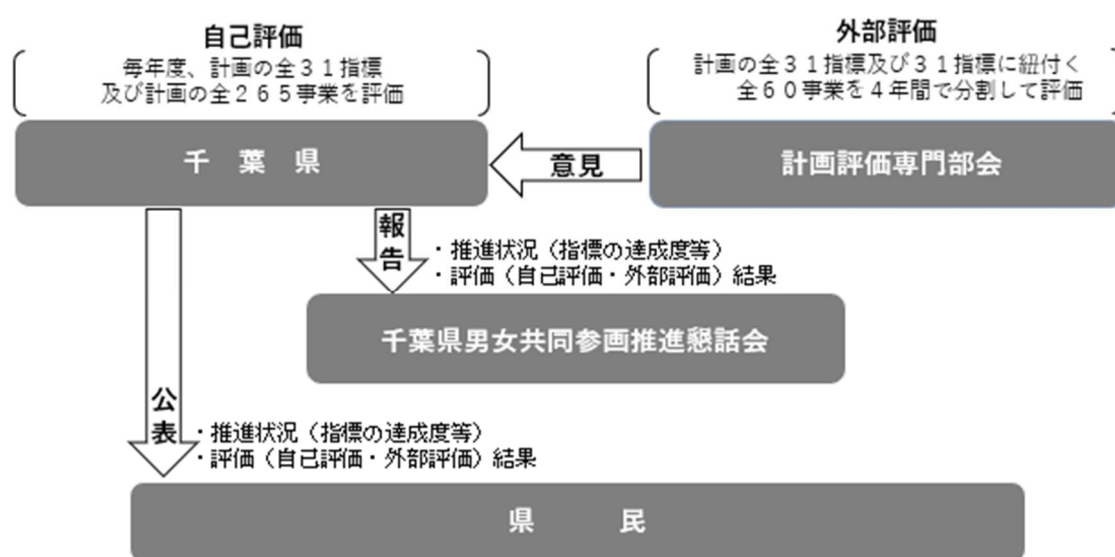 自己評価
毎年度、計画の全３１指標
及び計画の全２６５事業を評価
外部評価
計画の全３１指標及び３１指標に紐付く
全６０事業を４年間で分割して評価
千　葉　県
意見
計画評価専門部会
報告
・推進状況（指標の達成度等）
・評価（自己評価・外部評価）結果
千葉県男女共同参画推進懇話会
公表
・推進状況（指標の達成度等）
・評価（自己評価・外部評価）結果
県　　　民